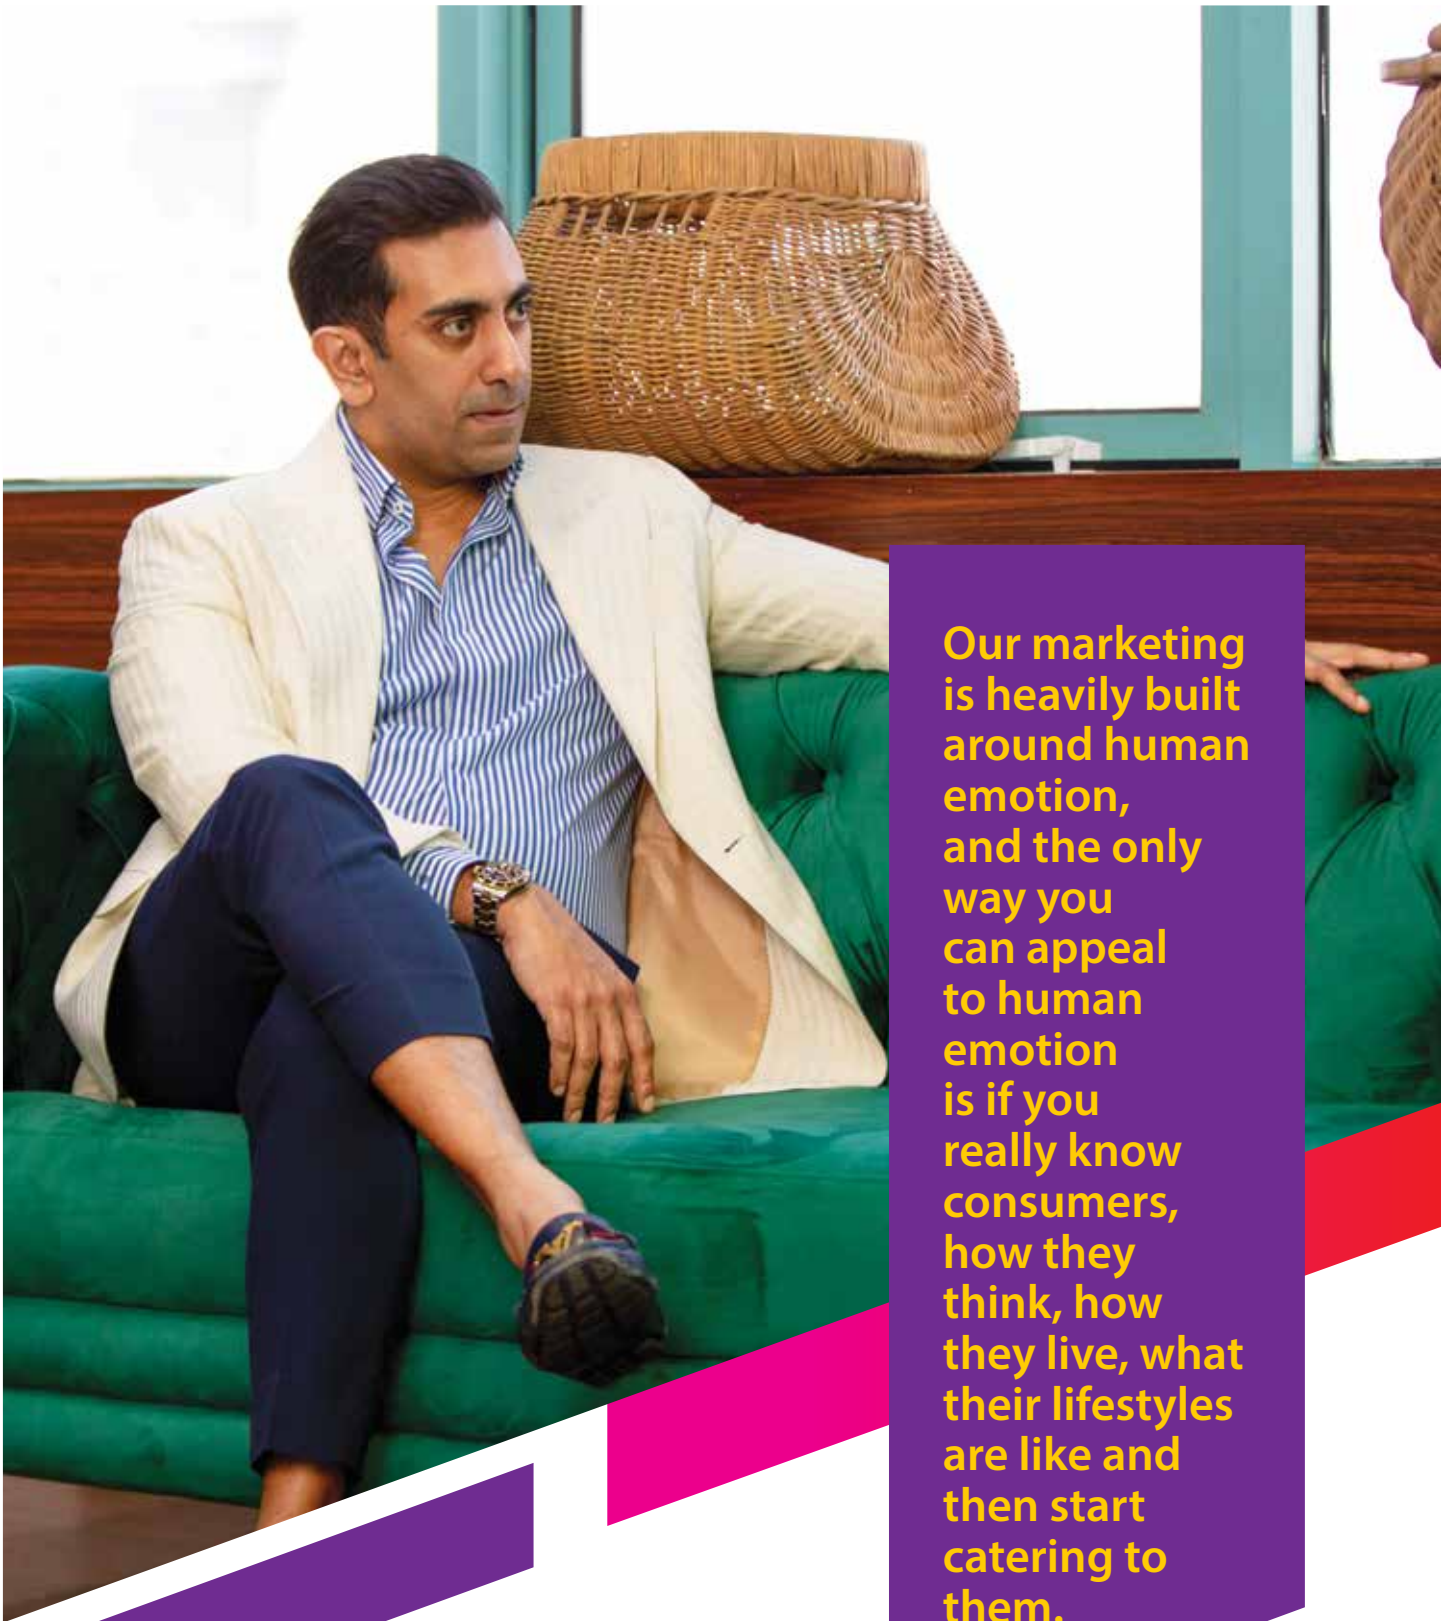 Our marketing
is heavily built
around human
emotion,
and the only
way you
can appeal
to human
emotion
is if you
really know
consumers,
how they
think, how
they live, what
their lifestyles
are like and
then start
catering to
them.